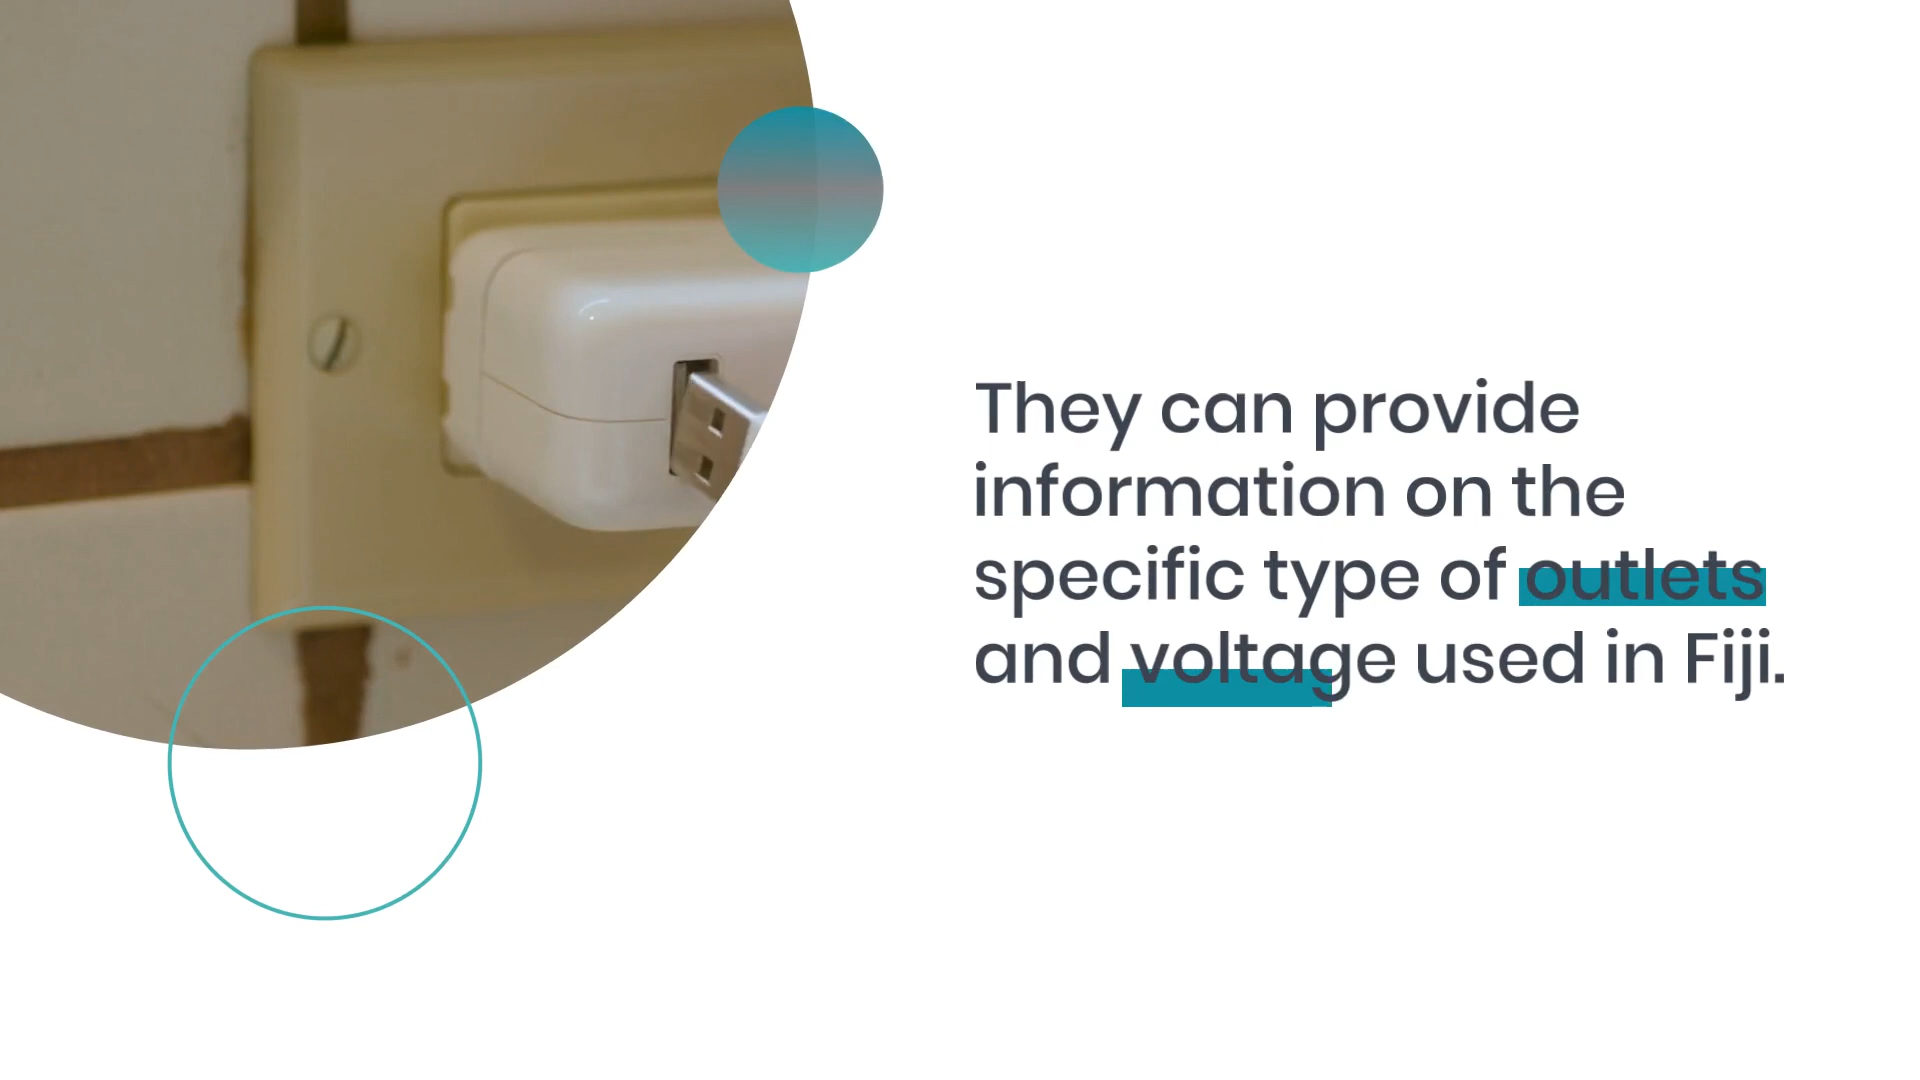 They can provide
information on the
specific type of outlets
and voltage used in Fiji.